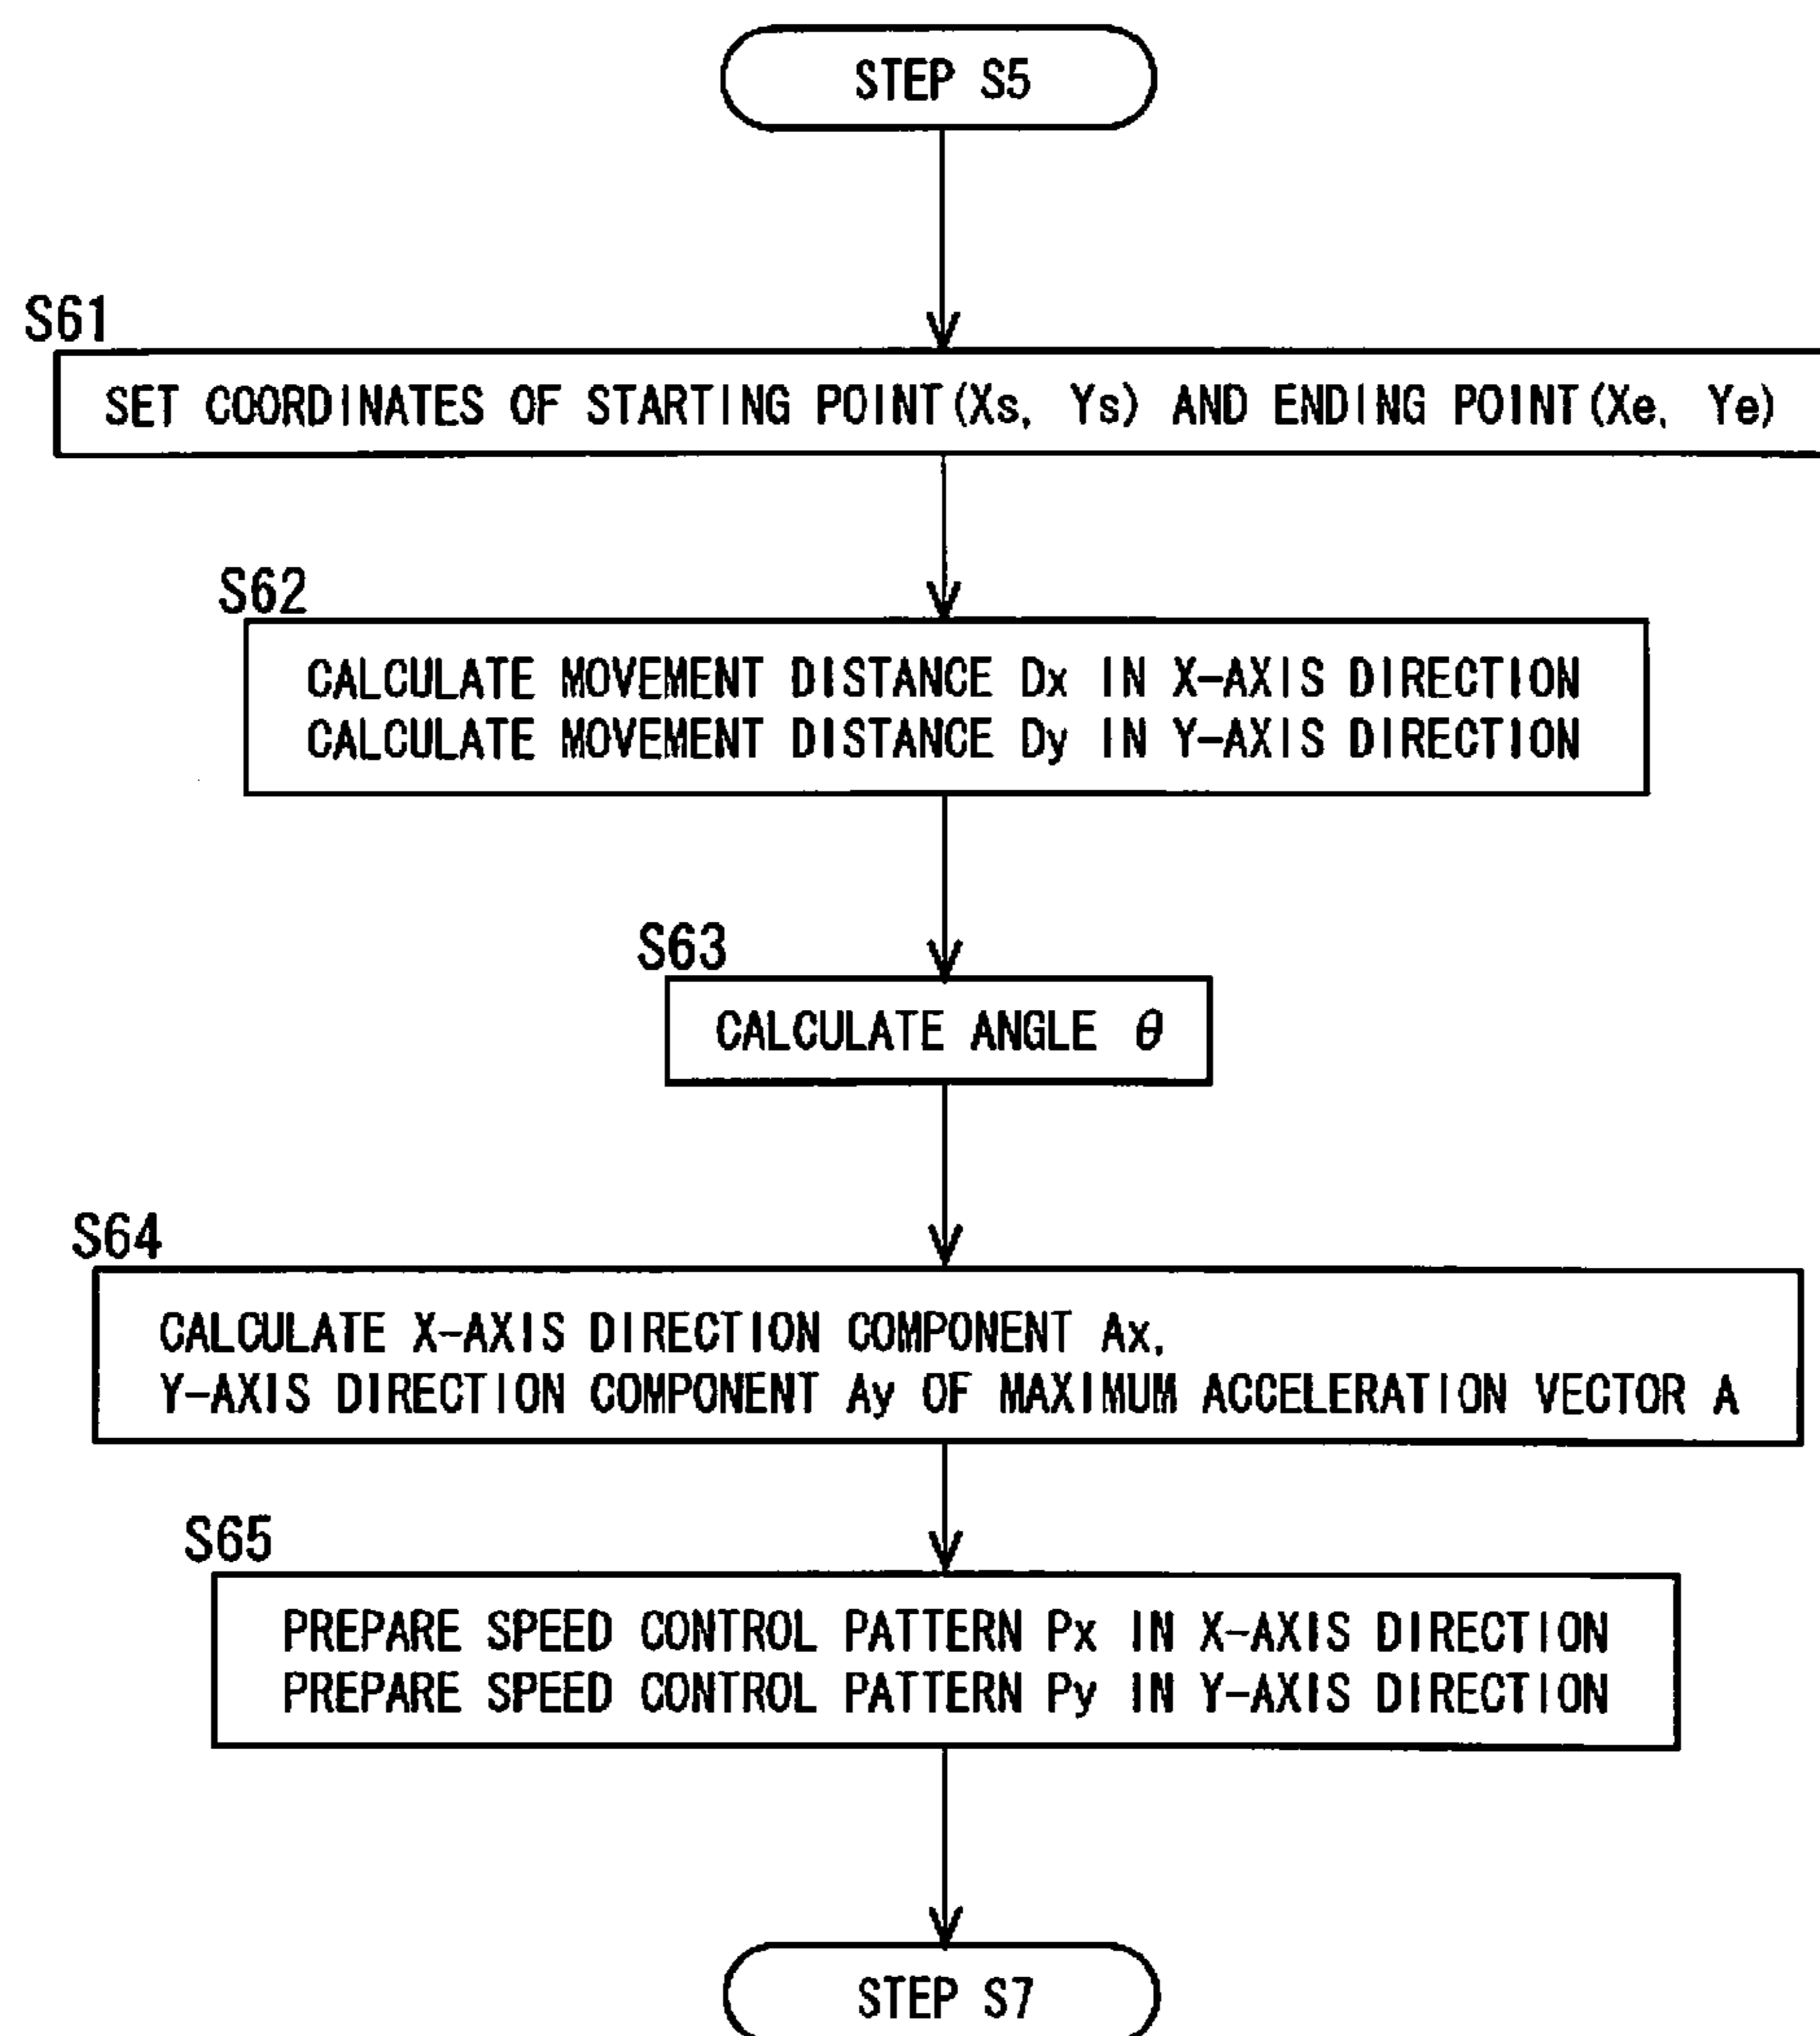 STEP S5
S61
SET COORDINATES OF STARTING POINT(Xs, Ys) AND ENDING POINT(Xe, Ye)
S62
CALCULATE MOVEMENT DISTANCE Dx IN X-AXIS DIRECTION
CALCULATE MOVEMENT DISTANCE Dy IN Y-AXIS DIRECTION
S63
CALCULATE ANGLE θ
S64
CALCULATE X-AXIS DIRECTION COMPONENT Ax,
Y-AXIS DIRECTION COMPONENT Ay OF MAXIMUM ACCELERATION VECTOR A
S65
PREPARE SPEED CONTROL PATTERN Px IN X-AXIS DIRECTION
PREPARE SPEED CONTROL PATTERN Py IN Y-AXIS DIRECTION
STEP S7